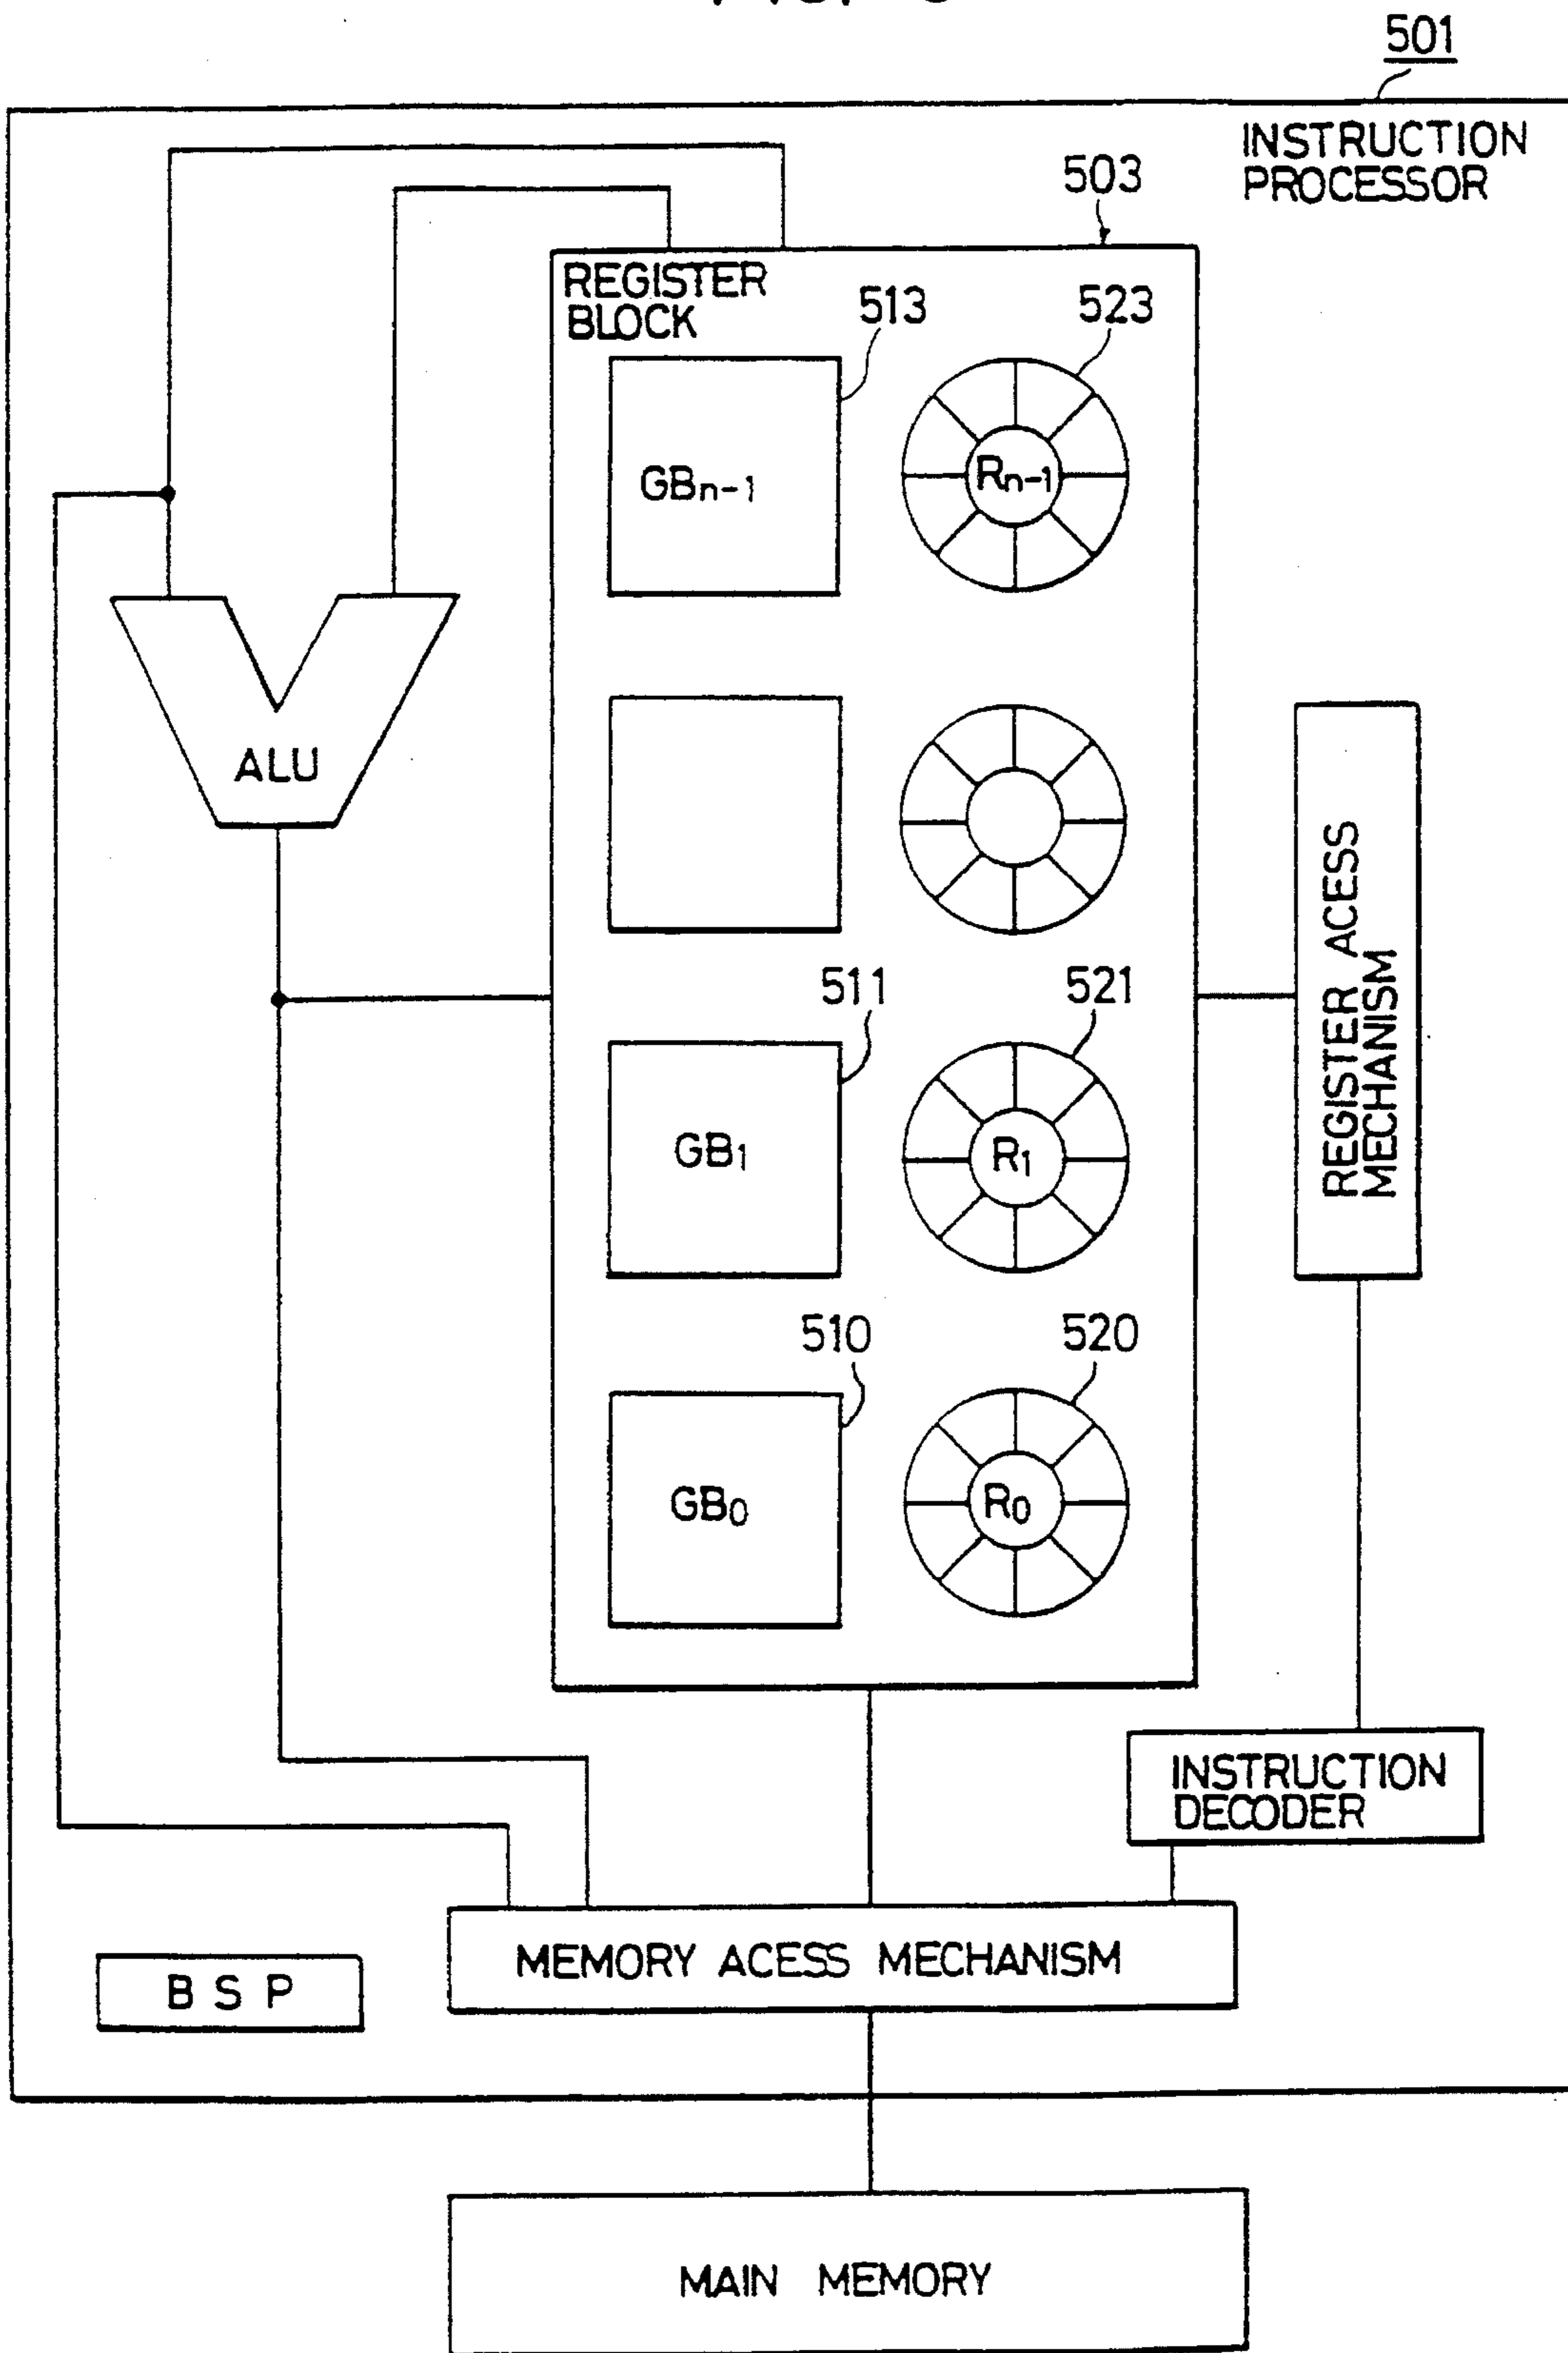 501
INSTRUCTION
PROCESSOR
503
REGISTER
BLOCK
513
523
GBn-1
Rn-1
ALU
REGISTER ACESS
MECHANISM
511
521
GB1
R1
510
520
GB0
R0
INSTRUCTION
DECODER
MEMORY ACESS MECHANISM
B S P
MAIN MEMORY